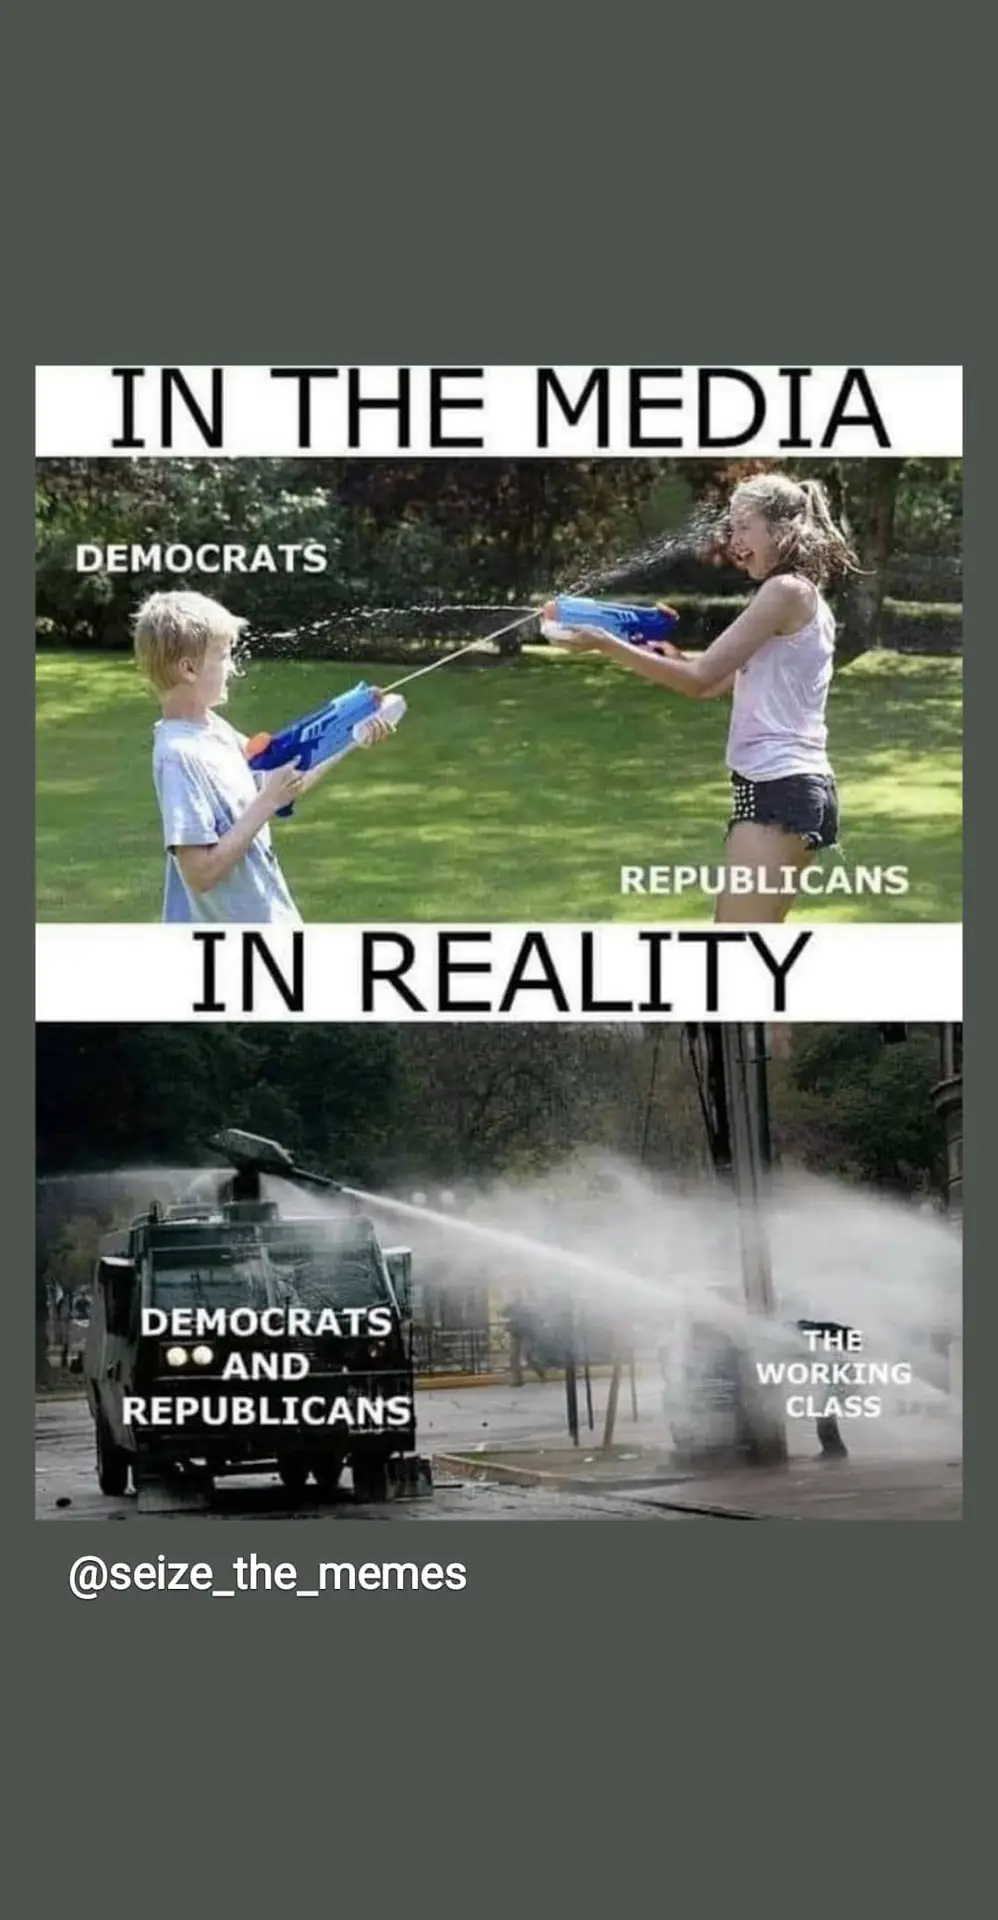 IN THE MEDIA
DEMOCRATS
REPUBLICANS
IN REALITY
DEMOCRATS
AND
REPUBLICANS
THE
WORKING
CLASS
@seize_the_memes